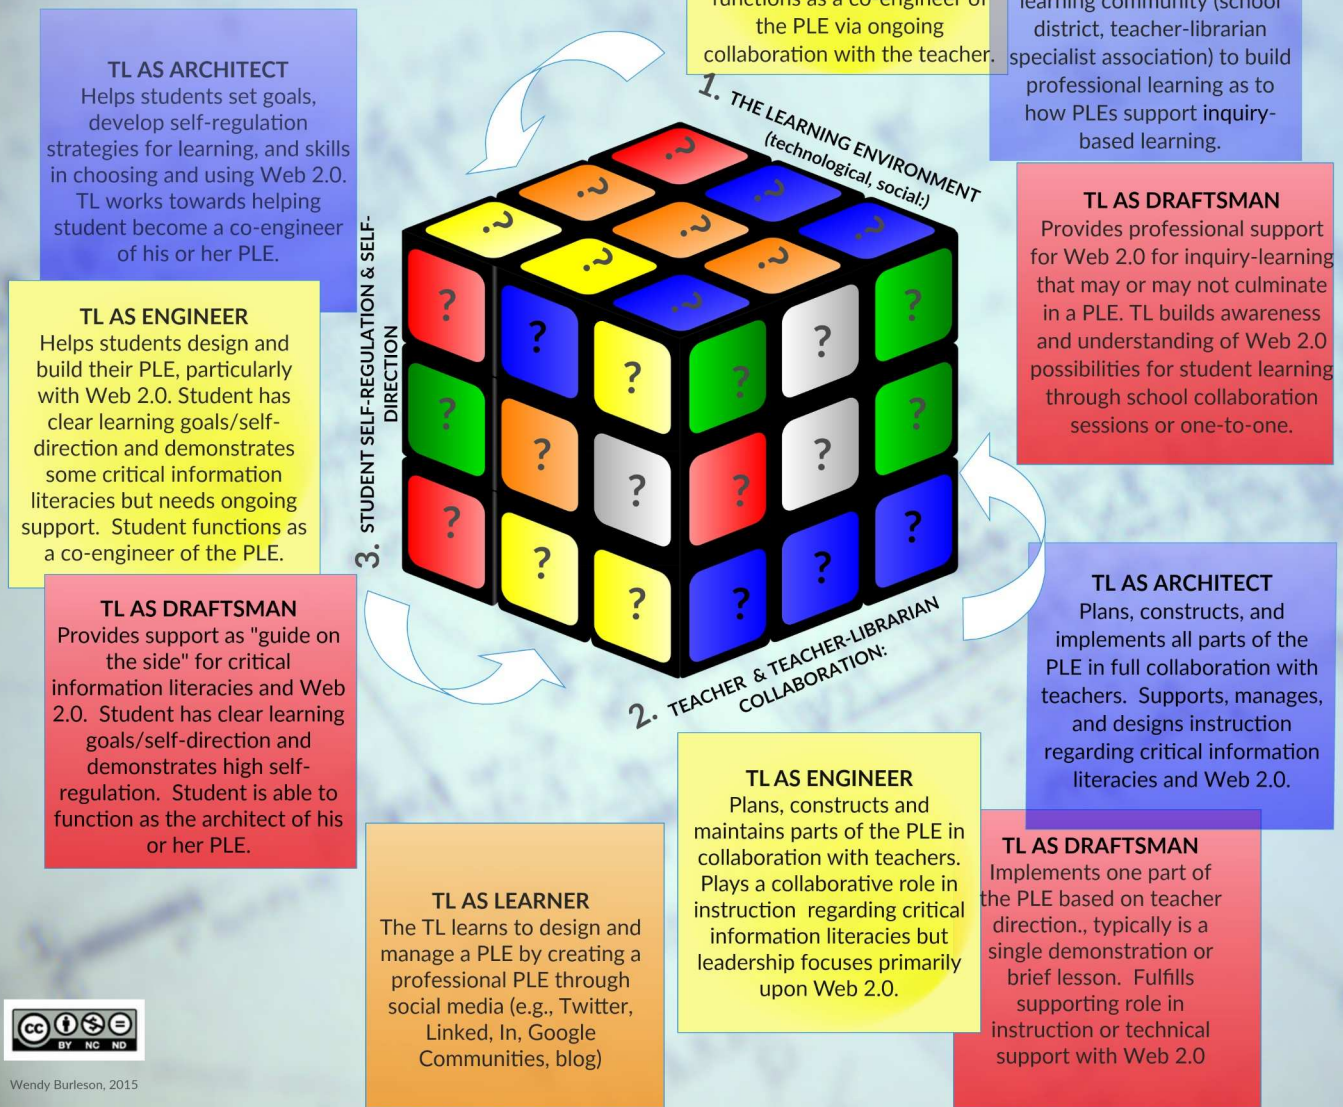 functions as a co-engineer of
the PLE via ongoing
collaboration with the teacher.
learning community (school
district, teacher-librarian
specialist association) to build
professional learning as to
how PLEs support inquiry-
based learning.
TL AS ARCHITECT
Helps students set goals,
develop self-regulation
strategies for learning, and skills
in choosing and using Web 2.0.
TL works towards helping
student become a co-engineer
of his or her PLE.
1. THE LEARNING ENVIRONMENT
(technological, social:)
TL AS DRAFTSMAN
Provides professional support
for Web 2.0 for inquiry-learning
that may or may not culminate
in a PLE. TL builds awareness
and understanding of Web 2.0
possibilities for student learning
through school collaboration
sessions or one-to-one.
TL AS ENGINEER
Helps students design and
build their PLE, particularly
with Web 2.0. Student has
clear learning goals/self-
direction and demonstrates
some critical information
literacies but needs ongoing
support.  Student functions as
a co-engineer of the PLE.
3. STUDENT SELF-REGULATION & SELF-
DIRECTION
? 
? ?
? ? ?
? ?
?
? ? ?
? ? ?
? ? ?
? ? ?
? ? ?
? ? ?
TL AS DRAFTSMAN
Provides support as "guide on
the side" for critical
information literacies and Web
2.0.  Student has clear learning
goals/self-direction and
demonstrates high self-
regulation.  Student is able to
function as the architect of his
or her PLE.
2. TEACHER & TEACHER-LIBRARIAN
COLLABORATION:
TL AS ARCHITECT
Plans, constructs, and
implements all parts of the
PLE in full collaboration with
teachers.  Supports, manages,
and designs instruction
regarding critical information
literacies and Web 2.0.
TL AS ENGINEER
Plans, constructs and
maintains parts of the PLE in
collaboration with teachers.
Plays a collaborative role in
instruction  regarding critical
information literacies but
leadership focuses primarily
upon Web 2.0.
TL AS DRAFTSMAN
Implements one part of
the PLE based on teacher
direction., typically is a
single demonstration or
brief lesson.  Fulfills
supporting role in
instruction or technical
support with Web 2.0
TL AS LEARNER
The TL learns to design and
manage a PLE by creating a
professional PLE through
social media (e.g., Twitter,
Linked, In, Google
Communities, blog)
cc
BY NC ND
Wendy Burleson, 2015